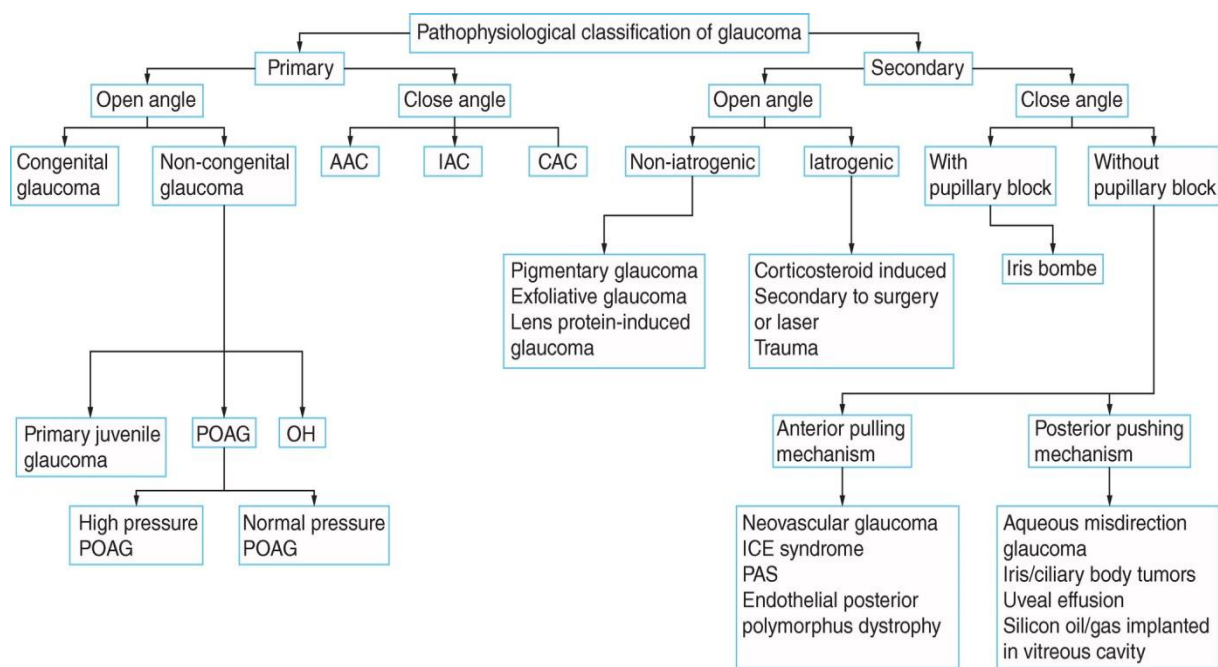 Pathophysiological classification of glaucoma
Primary
Secondary
Open angle
Close angle
Open angle
Close angle
Congenital
glaucoma
Non-congenital
glaucoma
AAC
IAC
CAC
Non-iatrogenic
Iatrogenic
With
pupillary block
Without
pupillary block
Pigmentary glaucoma
Exfoliative glaucoma
Lens protein-induced
glaucoma
Corticosteroid induced
Secondary to surgery
or laser
Trauma
Iris bombe
Primary juvenile
glaucoma
POAG
OH
Anterior pulling
mechanism
Posterior pushing
mechanism
High pressure
POAG
Normal pressure
POAG
Neovascular glaucoma
ICE syndrome
PAS
Endothelial posterior
polymorphus dystrophy
Aqueous misdirection
glaucoma
Iris/ciliary body tumors
Uveal effusion
Silicon oil/gas implanted
in vitreous cavity